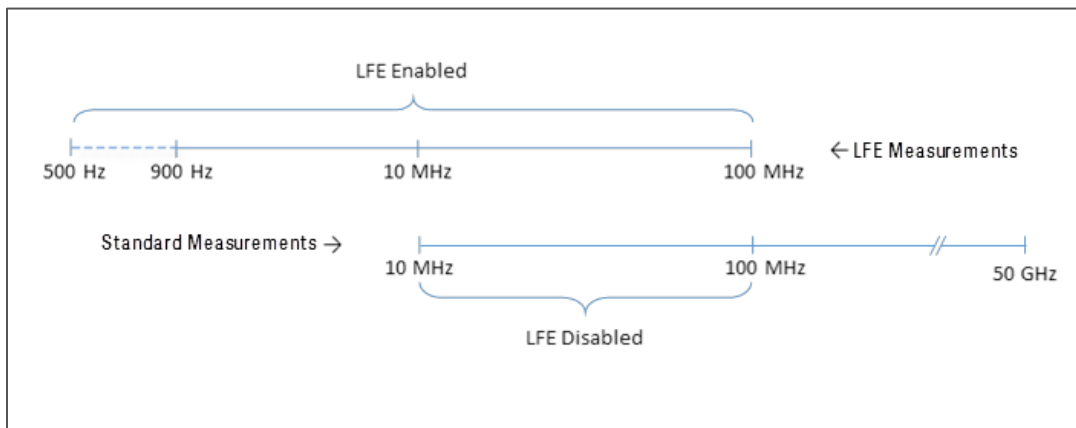 LFE Enabled
500 Hz 900 Hz 10 MHz 100 MHz ← LFE Measurements
Standard Measurements →
10 MHz 100 MHz 50 GHz
LFE Disabled